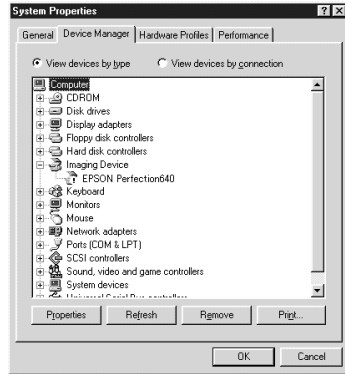 System Properties
General Device Manager Hardware Profiles Performance
View devices by type View devices by connection
Computer
CDROM
Disk drives
Display adapters
Floppy disk controllers
Hard disk controllers
Imaging Device
EPSON Perfection640
Keyboard
Monitors
Mouse
Network adapters
Ports (COM & LPT)
SCSI controllers
Sound, video and game controllers
System devices
Properties Refresh Remove Print...
OK Cancel